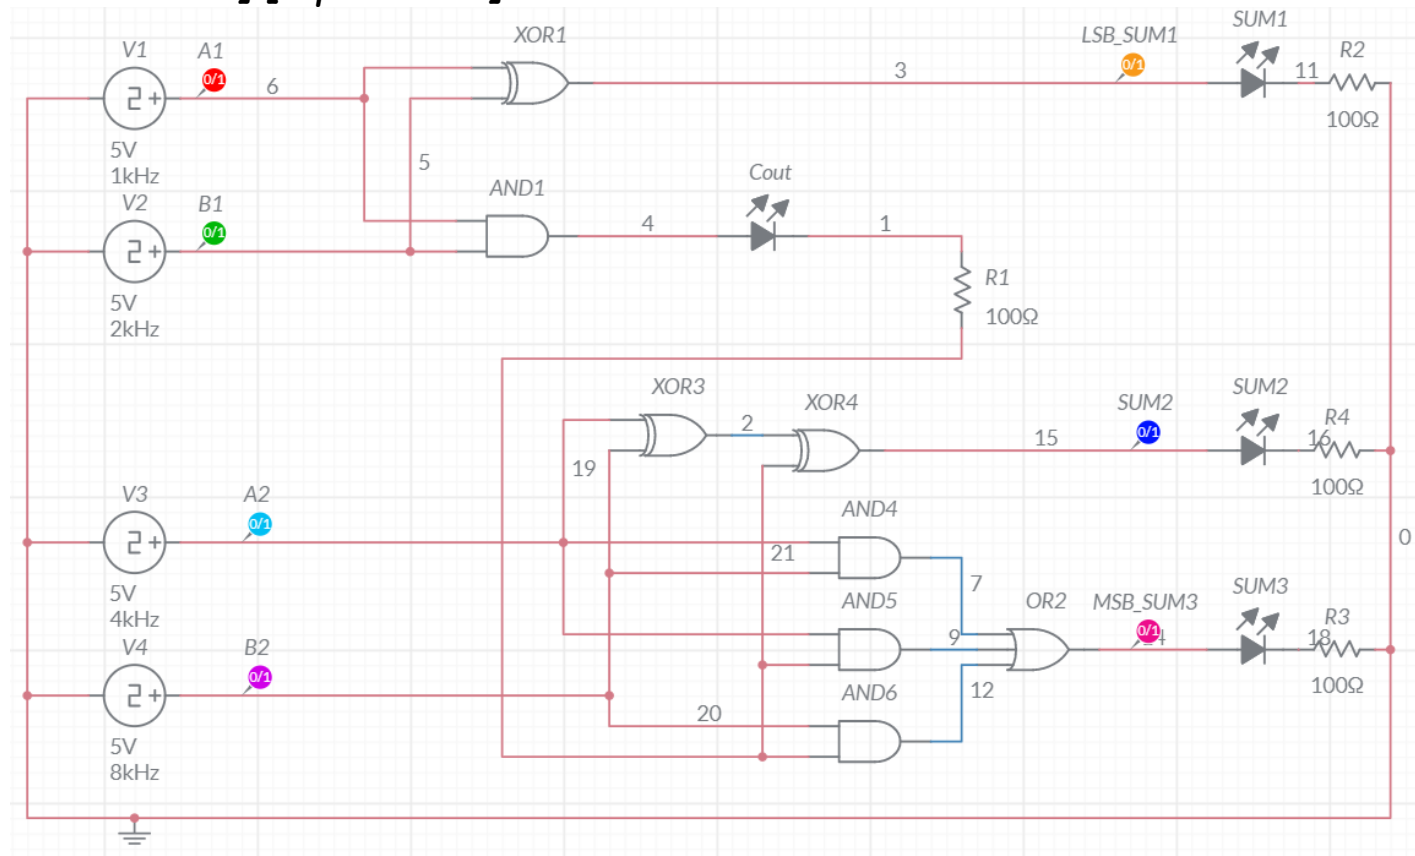 SUM1
XOR1
LSB_SUM1
V1
A1
R2
0/1
0/1
6
3
11
5V
1kHz
100Ω
5
Cout
V2
B1
AND1
0/1
4
1
5V
2kHz
R1
100Ω
XOR3
XOR4
SUM2
SUM2
R4
2
0/1
15
16
19
100Ω
V3
A2
AND4
0/1
21
0
5V
4kHz
7
AND5
OR2
MSB_SUM3
SUM3
R3
9
0/1
18
V4
B2
AND6
0/1
12
100Ω
20
5V
8kHz